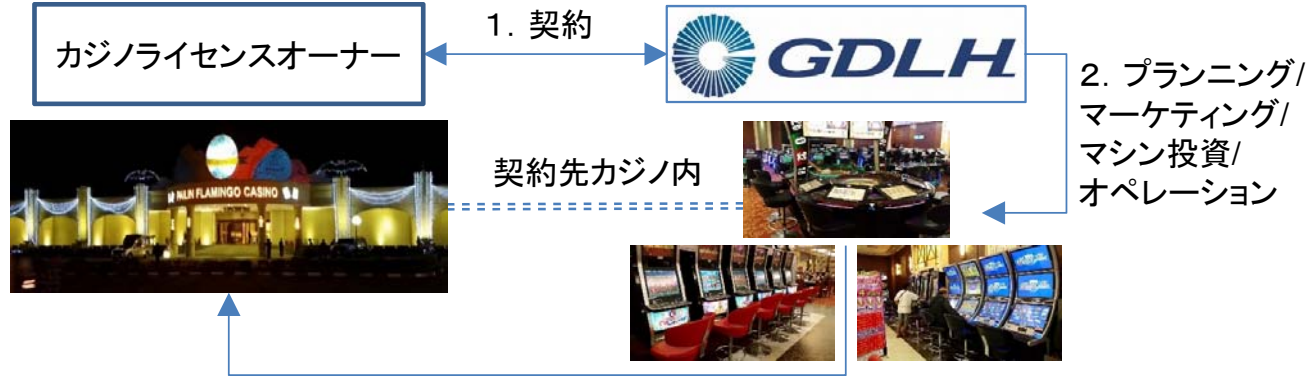 カジノライセンスオーナー
１．契約
GDLH
２．プランニング/
マーケティング/
マシン投資/
オペレーション
PAILIN FLAMINGO CASINO
契約先カジノ内